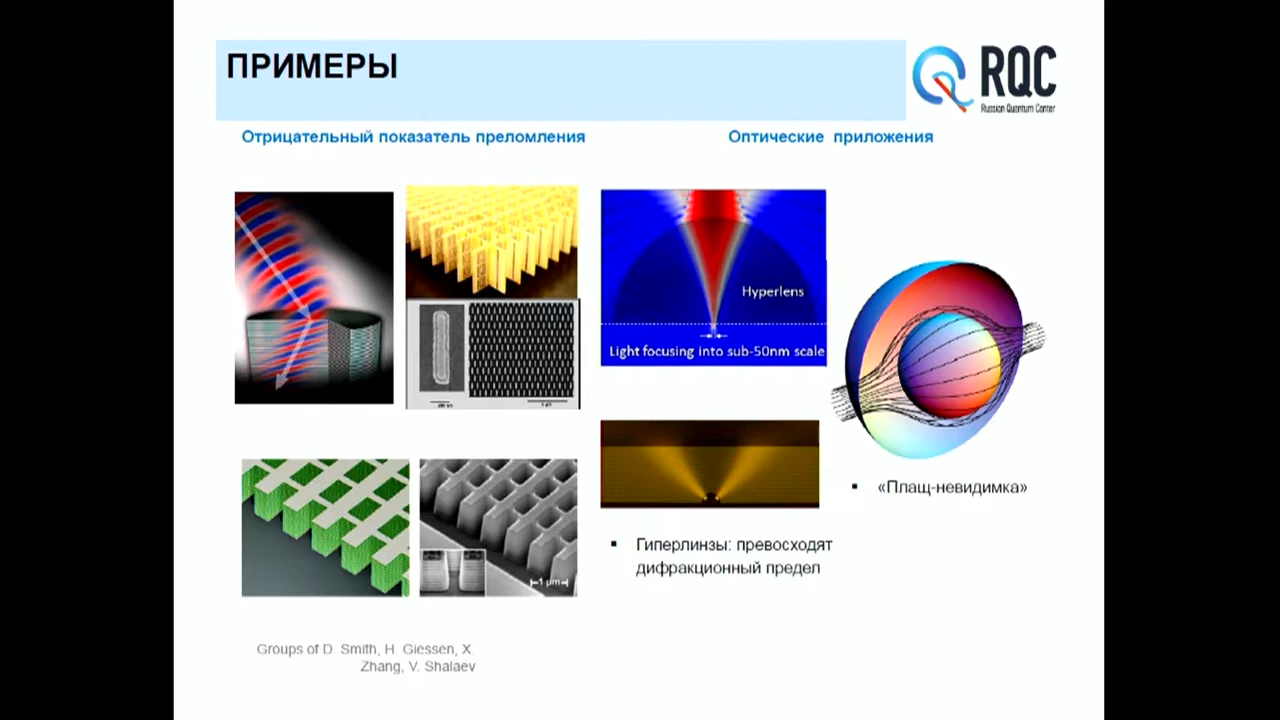 ПРИМЕРЫ
RQC
Russian Quantum Center
Отрицательный показатель преломления
Оптические приложения
Hyperlens
Light focusing into sub-50nm scale
1 µm
▪ «Плащ-невидимка»
▪ Гиперлинзы: превосходят
дифракционный предел
Groups of D. Smith, H. Giessen, X.
Zhang, V. Shalaev